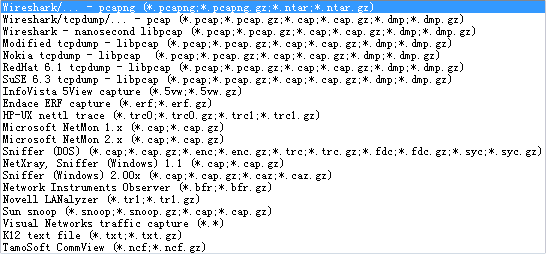 Wireshark/... - pcapng (*.pcapng;*.pcapng.gz;*.ntar;*.ntar.gz)
Wireshark/tcpdump/... - pcap (*.pcap;*.pcap.gz;*.cap;*.cap.gz;*.dmp;*.dmp.gz)
Wireshark - nanosecond libpcap (*.pcap;*.pcap.gz;*.cap;*.cap.gz;*.dmp;*.dmp.gz)
Modified tcpdump - libpcap (*.pcap;*.pcap.gz;*.cap;*.cap.gz;*.dmp;*.dmp.gz)
Nokia tcpdump - libpcap (*.pcap;*.pcap.gz;*.cap;*.cap.gz;*.dmp;*.dmp.gz)
RedHat 6.1 tcpdump - libpcap (*.pcap;*.pcap.gz;*.cap;*.cap.gz;*.dmp;*.dmp.gz)
SuSE 6.3 tcpdump - libpcap (*.pcap;*.pcap.gz;*.cap;*.cap.gz;*.dmp;*.dmp.gz)
InfoVista 5View capture (*.5vw;*.5vw.gz)
Endace ERF capture (*.erf;*.erf.gz)
HP-UX nettl trace (*.trc0;*.trc0.gz;*.trc1;*.trc1.gz)
Microsoft NetMon 1.x (*.cap;*.cap.gz)
Microsoft NetMon 2.x (*.cap;*.cap.gz)
Sniffer (DOS) (*.cap;*.cap.gz;*.enc;*.enc.gz;*.trc;*.trc.gz;*.fdc;*.fdc.gz;*.syc;*.syc.gz)
NetXray, Sniffer (Windows) 1.1 (*.cap;*.cap.gz)
Sniffer (Windows) 2.00x (*.cap;*.cap.gz;*.caz;*.caz.gz)
Network Instruments Observer (*.bfr;*.bfr.gz)
Novell LANalyzer (*.tr1;*.tr1.gz)
Sun snoop (*.snoop;*.snoop.gz;*.cap;*.cap.gz)
Visual Networks traffic capture (*.*)
K12 text file (*.txt;*.txt.gz)
TamoSoft CommView (*.ncf;*.ncf.gz)